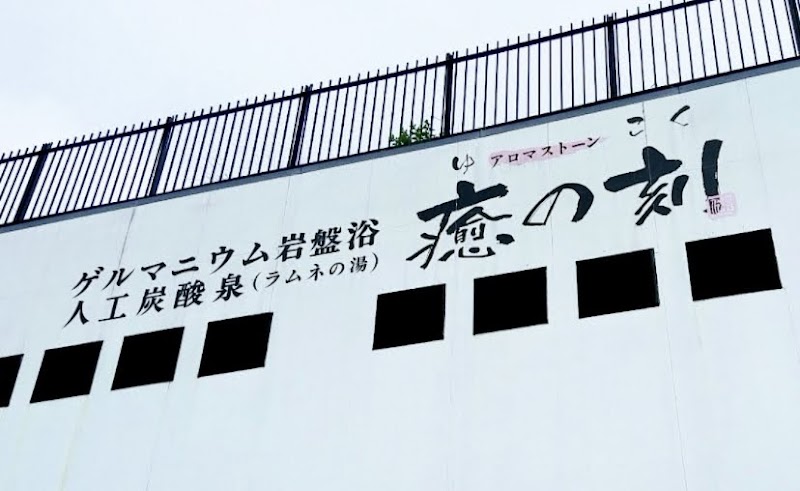 アロマストーン
ゆ こく
癒の刻
ゲルマニウム岩盤浴
人工炭酸泉(ラムネの湯)